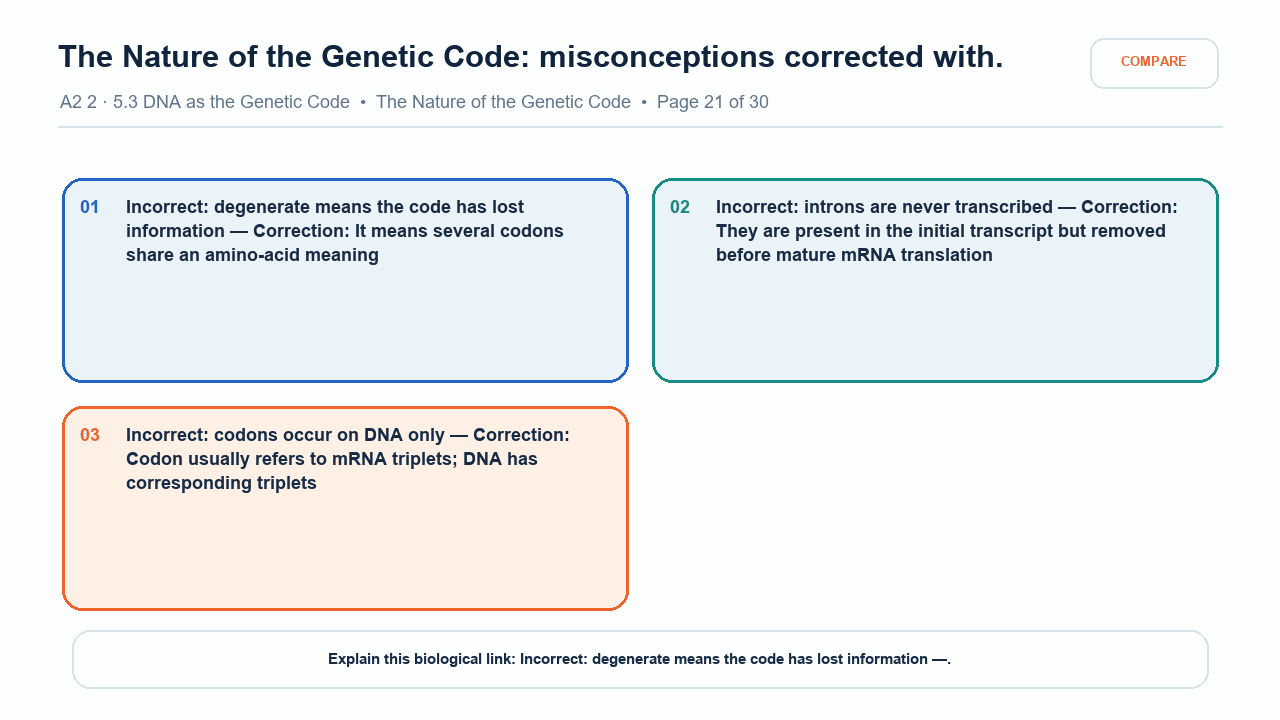 The Nature of the Genetic Code: misconceptions corrected with.
COMPARE
A2 2 · 5.3 DNA as the Genetic Code • The Nature of the Genetic Code • Page 21 of 30
01
Incorrect: degenerate means the code has lost
information — Correction: It means several codons
share an amino-acid meaning
02
Incorrect: introns are never transcribed — Correction:
They are present in the initial transcript but removed
before mature mRNA translation
03
Incorrect: codons occur on DNA only — Correction:
Codon usually refers to mRNA triplets; DNA has
corresponding triplets
Explain this biological link: Incorrect: degenerate means the code has lost information —.